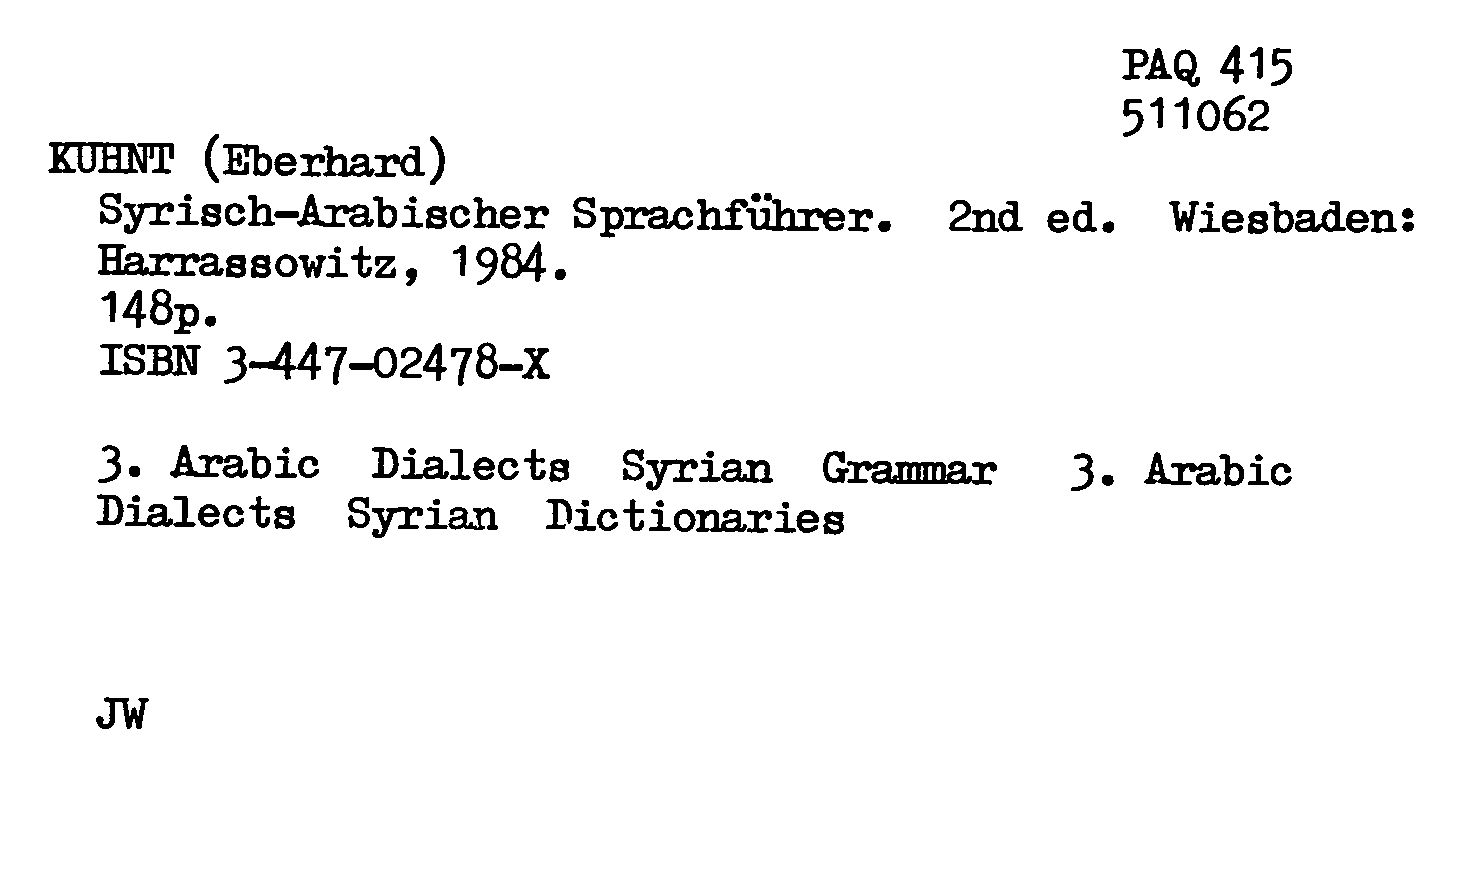 PAQ 415
511062
KUHNT (Eberhard)
Syrisch-Arabischer Sprachführer. 2nd ed. Wiesbaden:
Harrassowitz, 1984.
148p.
ISBN 3-447-02478-X
3. Arabic Dialects Syrian Grammar 3. Arabic
Dialects Syrian Dictionaries
JW